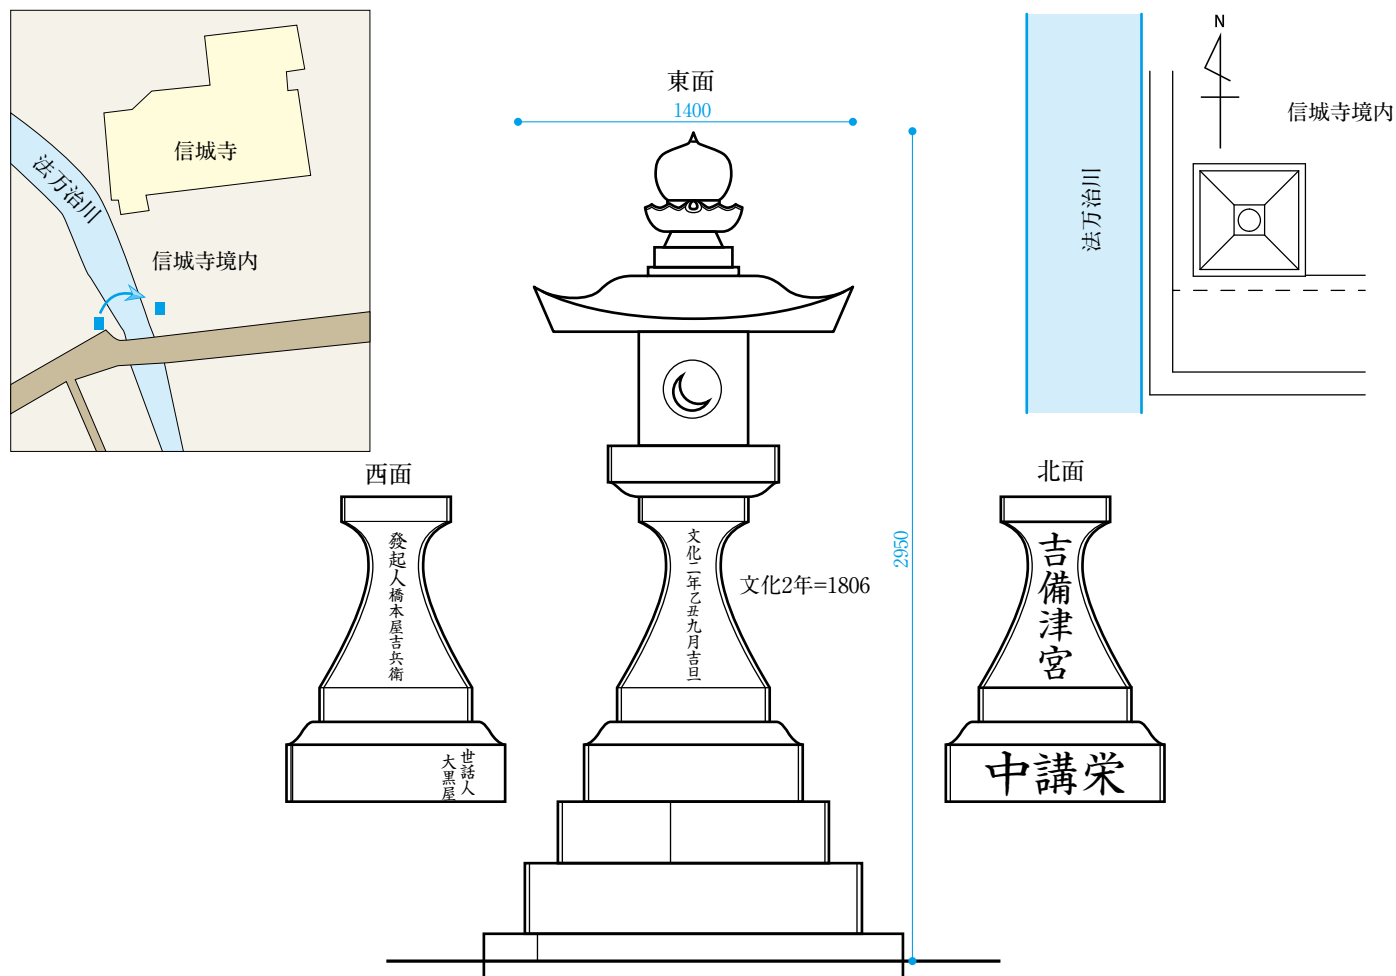 信城寺
法万治川
信城寺境内
東面
1400
N
信城寺境内
法万治川
2950
西面
發起人橋本屋吉兵衛
世話人
大黒屋
文化二年乙丑九月吉旦
文化2年=1806
北面
吉備津宮
中講栄